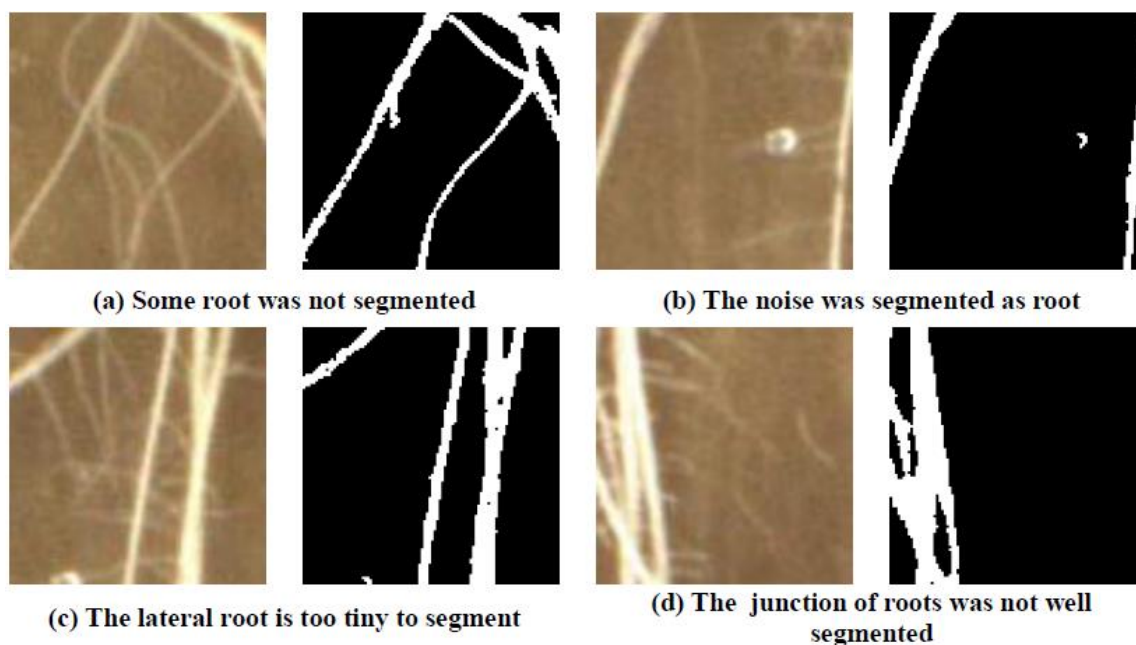 (a) Some root was not segmented
(b) The noise was segmented as root
(c) The lateral root is too tiny to segment
(d) The junction of roots was not well
segmented